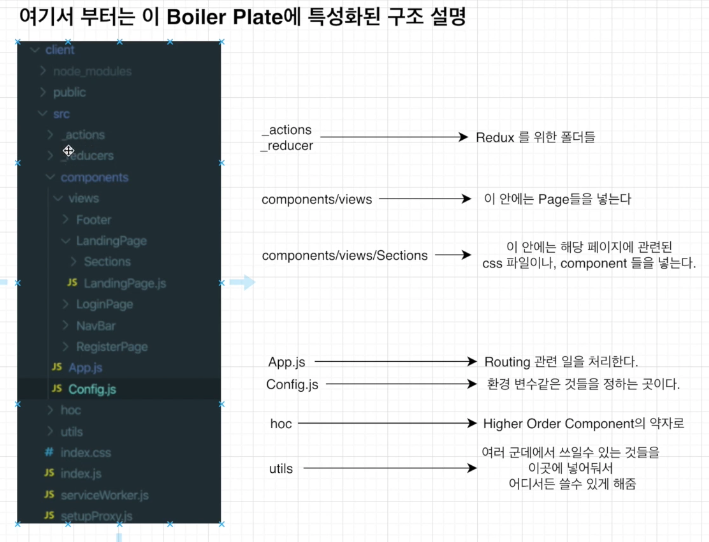 여기서 부터는 이 Boiler Plate에 특성화된 구조 설명
client
node_modules
public
src
_actions
_reducers
components
views
Footer
LandingPage
Sections
JS LandingPage.js
LoginPage
NavBar
RegisterPage
JS App.js
JS Config.js
hoc
utils
# index.css
JS index.js
JS serviceWorker.js
JS setupProxy.js
_actions
_reducer
Redux 를 위한 폴더들
components/views
이 안에는 Page들을 넣는다
components/views/Sections
이 안에는 해당 페이지에 관련된
css 파일이나, component 들을 넣는다.
App.js
Routing 관련 일을 처리한다.
Config.js
환경 변수같은 것들을 정하는 곳이다.
hoc
Higher Order Component의 약자로
utils
여러 군데에서 쓰일수 있는 것들을
이곳에 넣어둬서
어디서든 쓸수 있게 해줌